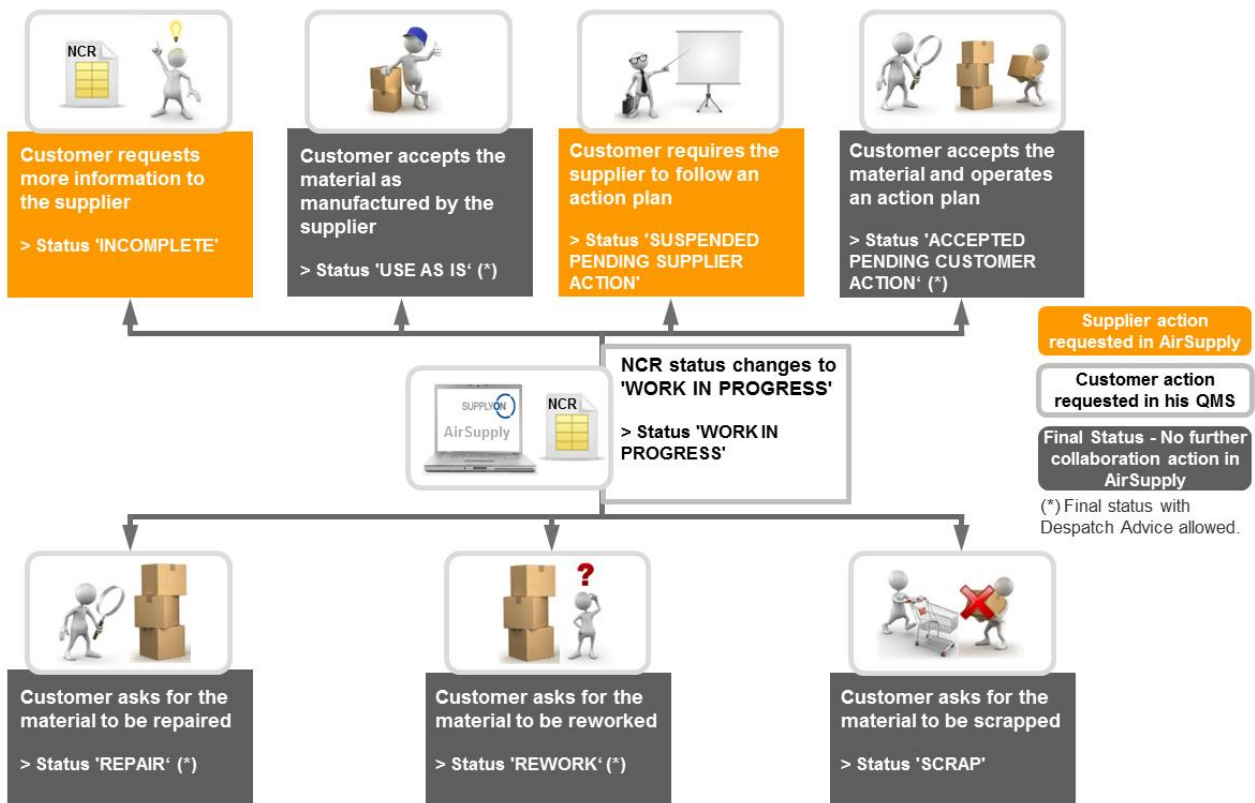 NCR
Customer requests
more information to
the supplier
> Status 'INCOMPLETE'
Customer accepts the
material as
manufactured by the
supplier
> Status 'USE AS IS‘ (*)
Customer requires the
supplier to follow an
action plan
> Status 'SUSPENDED
PENDING SUPPLIER
ACTION'
Customer accepts the
material and operates
an action plan
> Status 'ACCEPTED
PENDING CUSTOMER
ACTION‘ (*)
SUPPLYON
AirSupply
NCR
NCR status changes to
'WORK IN PROGRESS'
> Status 'WORK IN
PROGRESS'
Supplier action
requested in AirSupply
Customer action
requested in his QMS
Final Status - No further
collaboration action in
AirSupply
(*) Final status with
Despatch Advice allowed.
?
Customer asks for the
material to be repaired
> Status 'REPAIR‘ (*)
Customer asks for the
material to be reworked
> Status 'REWORK‘ (*)
Customer asks for the
material to be scrapped
> Status 'SCRAP'